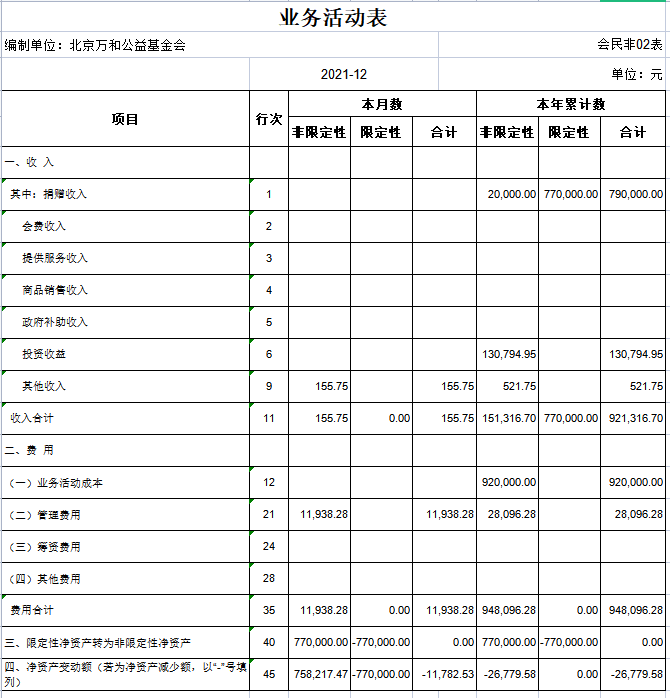 业务活动表
编制单位：北京万和公益基金会 会民非02表
2021-12 单位：元
项目 行次 本月数 本年累计数
非限定性 限定性 合计 非限定性 限定性 合计
一、收 入
其中：捐赠收入 1 20,000.00 770,000.00 790,000.00
会费收入 2
提供服务收入 3
商品销售收入 4
政府补助收入 5
投资收益 6 130,794.95 130,794.95
其他收入 9 155.75 155.75 521.75 521.75
收入合计 11 155.75 0.00 155.75 151,316.70 770,000.00 921,316.70
二、费 用
（一）业务活动成本 12 920,000.00 920,000.00
（二）管理费用 21 11,938.28 11,938.28 28,096.28 28,096.28
（三）筹资费用 24
（四）其他费用 28
费用合计 35 11,938.28 0.00 11,938.28 948,096.28 0.00 948,096.28
三、限定性净资产转为非限定性净资产 40 770,000.00 -770,000.00 0.00 770,000.00 -770,000.00 0.00
四、净资产变动额（若为净资产减少额，以“-”号填
列） 45 758,217.47 -770,000.00 -11,782.53 -26,779.58 0.00 -26,779.58